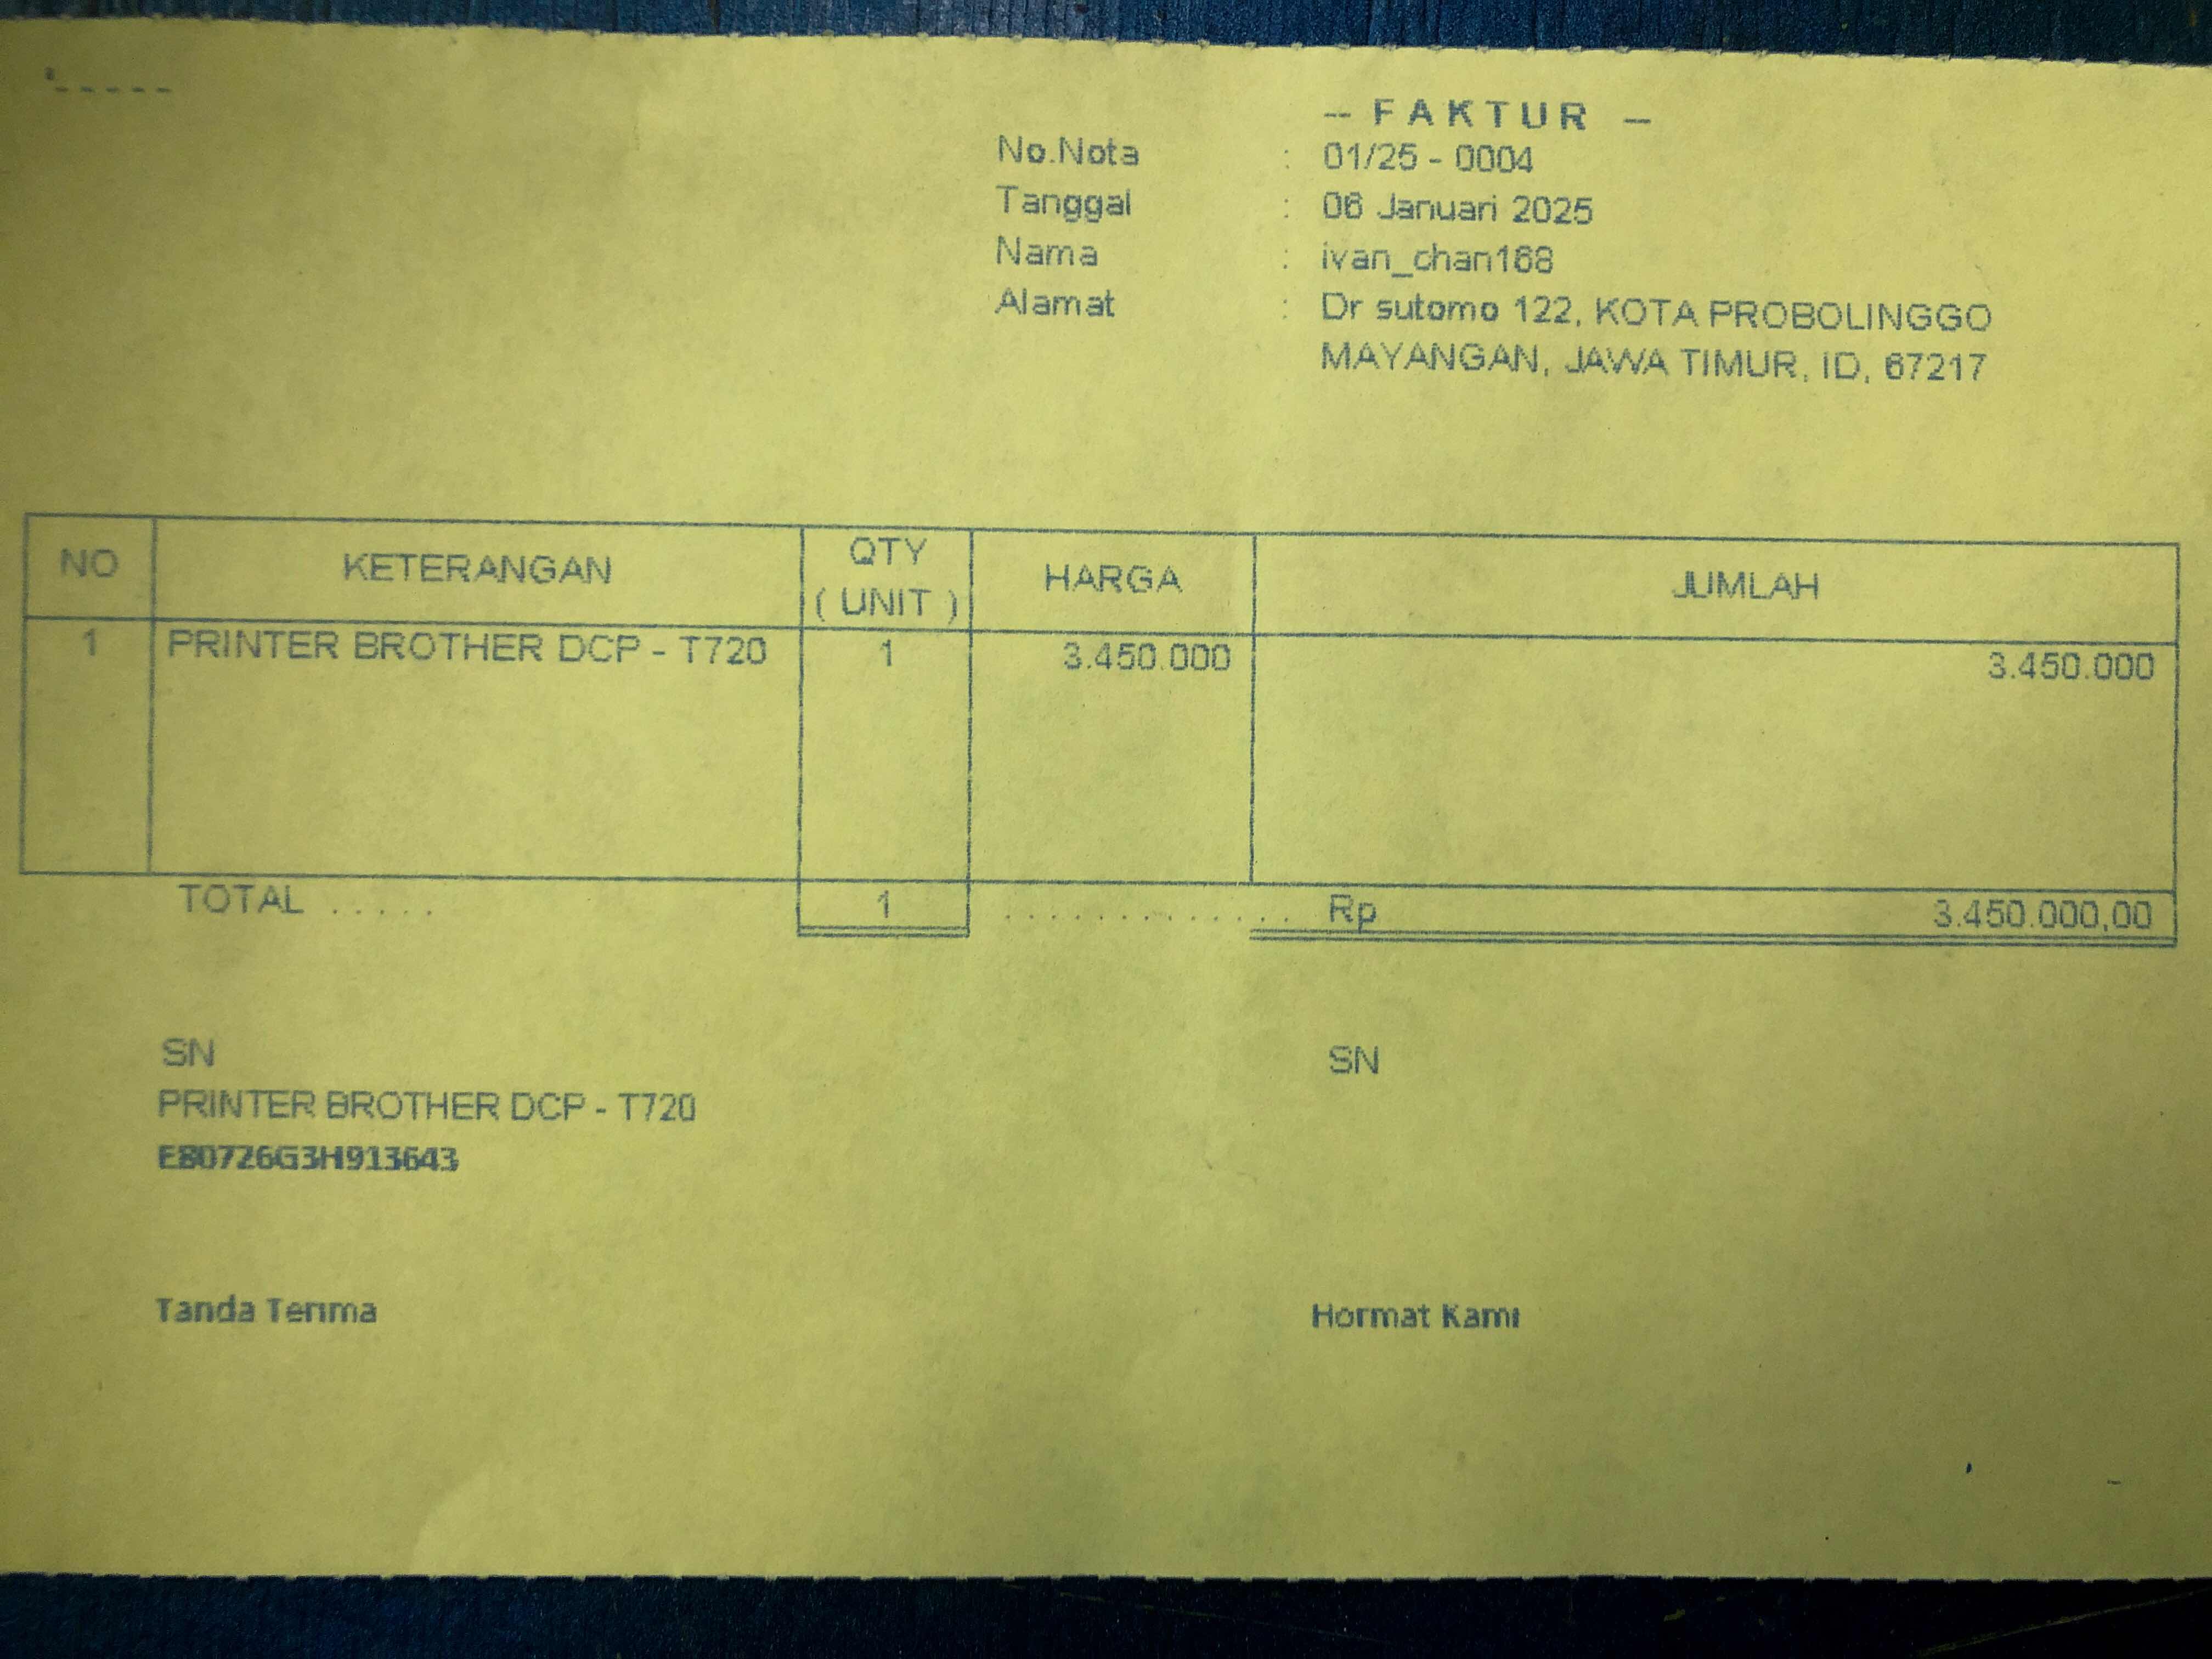 -- FAKTUR --
No.Nota : 01/25 - 0004
Tanggal : 06 Januari 2025
Nama : ivan_chan168
Alamat : Dr sutomo 122, KOTA PROBOLINGGO
MAYANGAN, JAWA TIMUR, ID, 67217
NO KETERANGAN QTY ( UNIT ) HARGA JUMLAH
1 PRINTER BROTHER DCP - T720 1 3.450.000 3.450.000
TOTAL ..... 1 ............. Rp 3.450.000,00
SN SN
PRINTER BROTHER DCP - T720
E80726G3H913643
Tanda Terima Hormat Kami